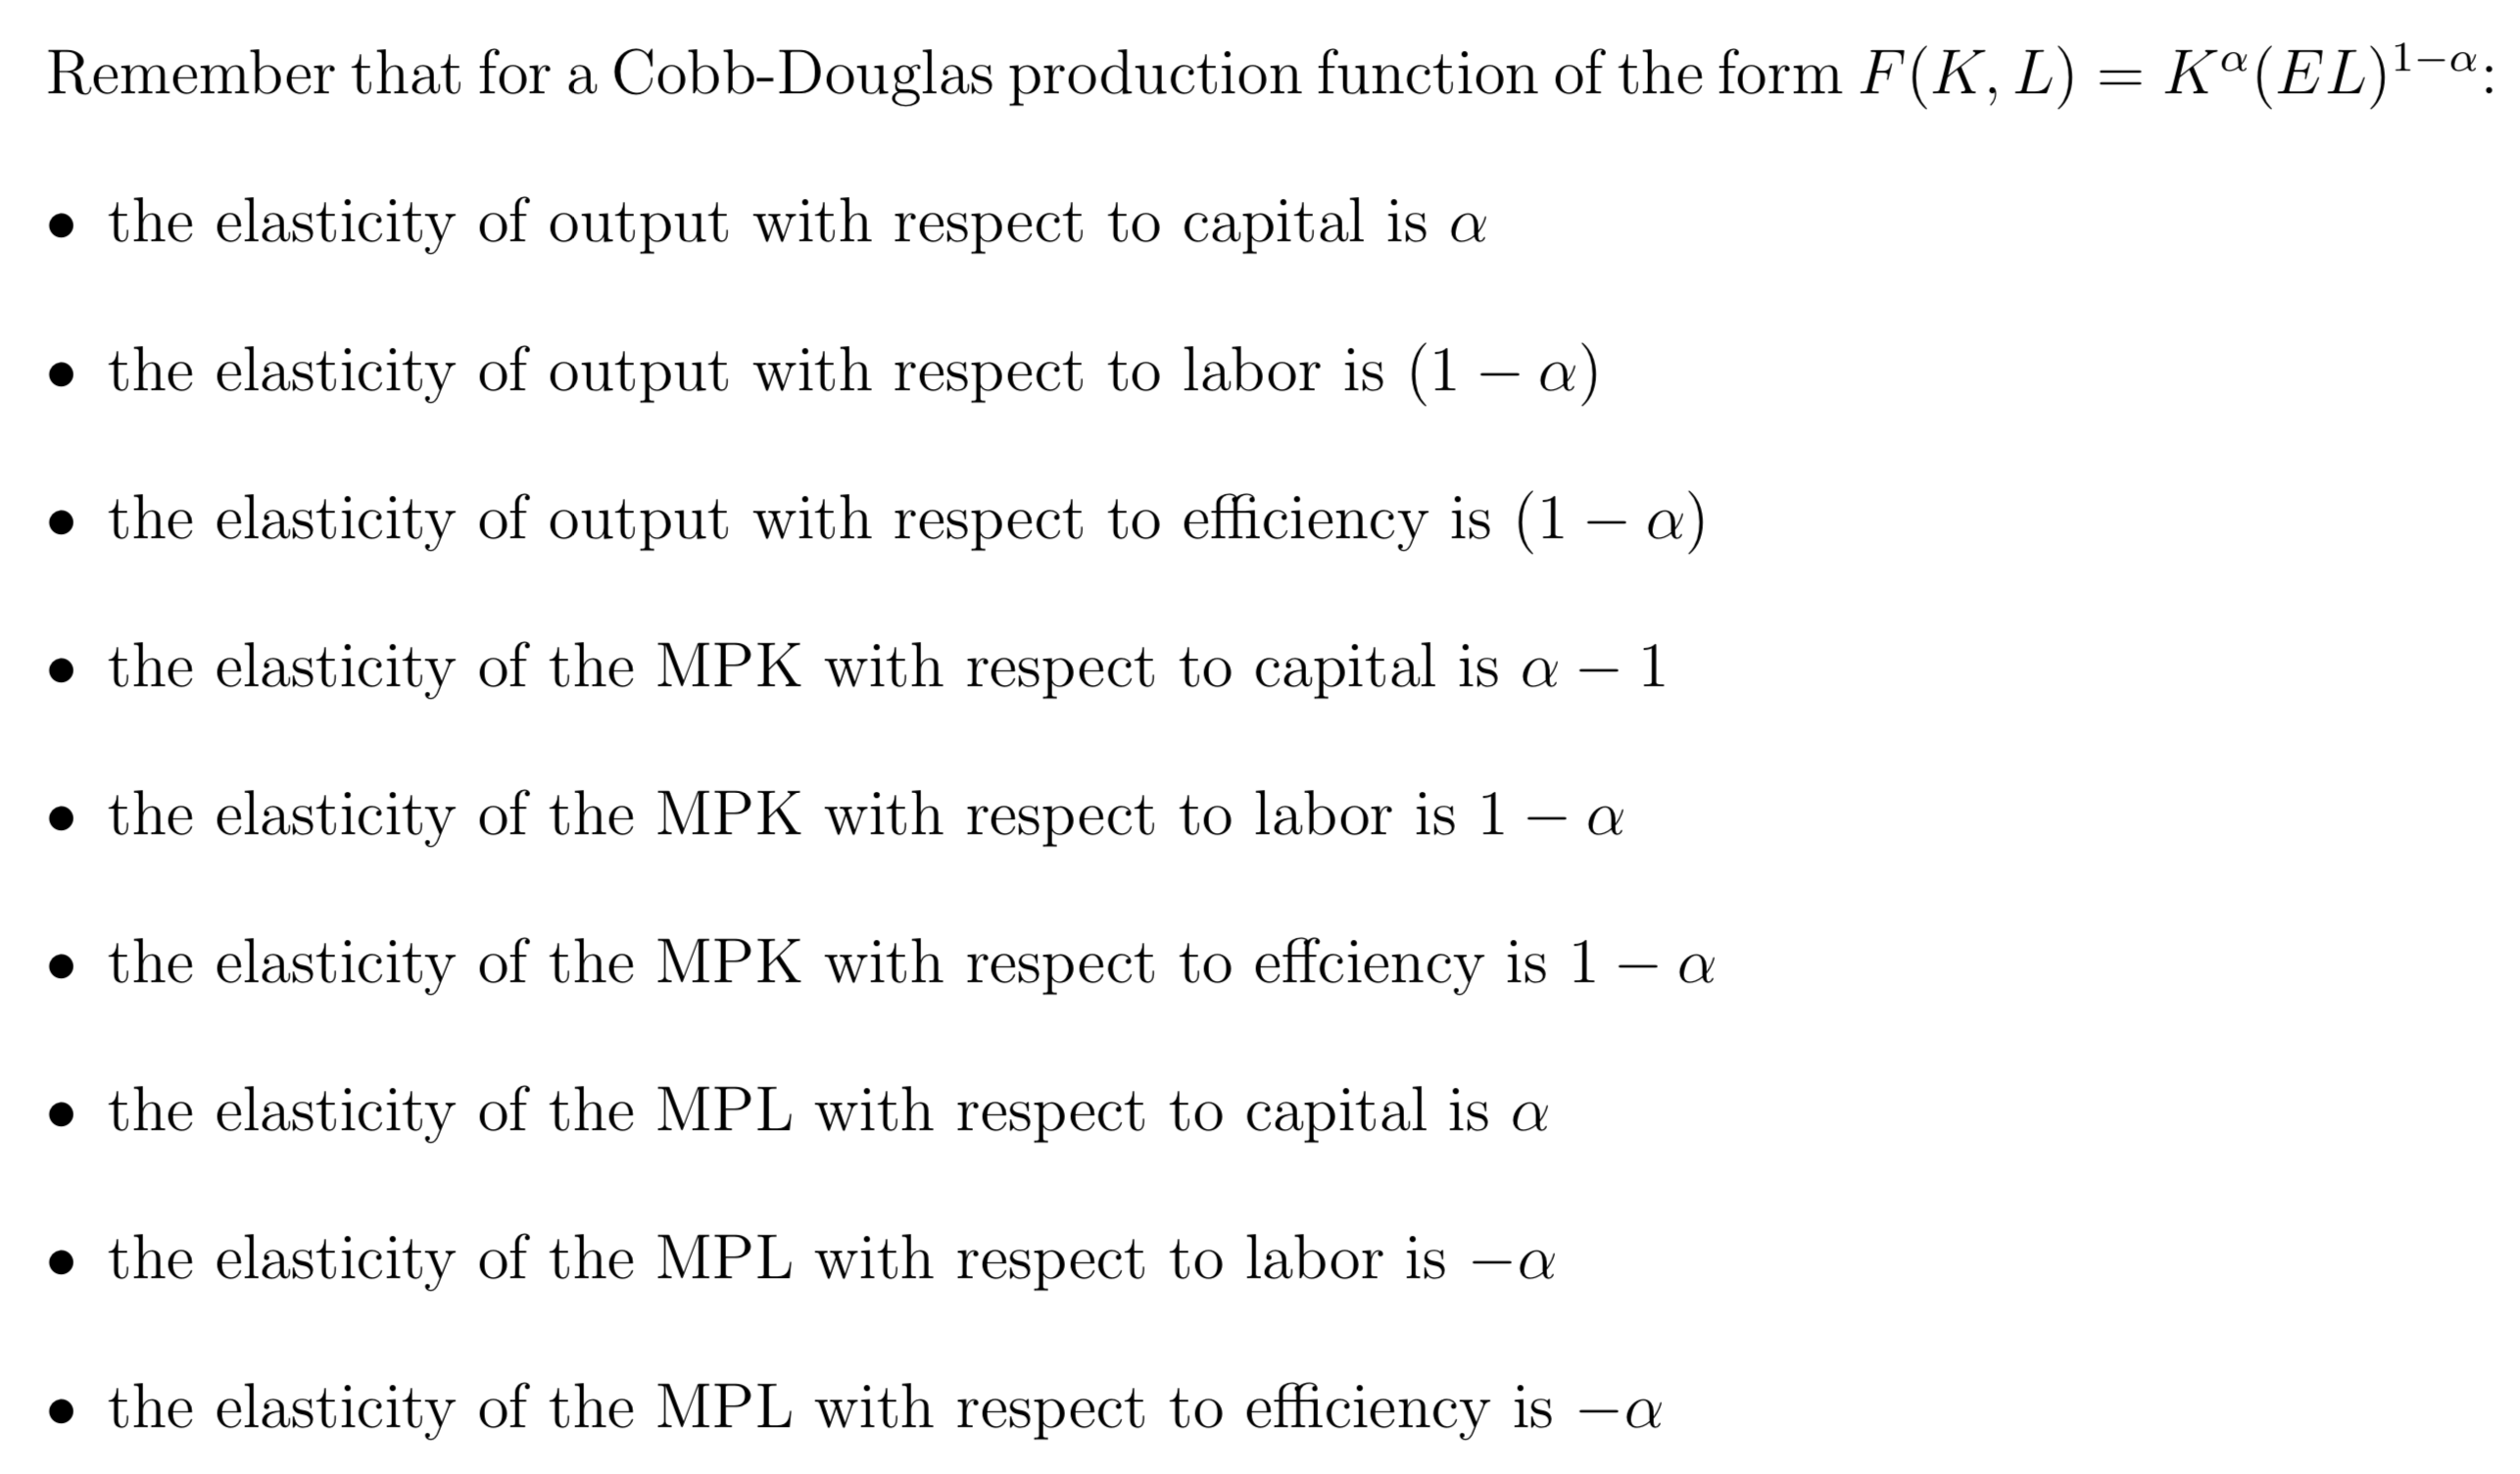 Remember that for a Cobb-Douglas production function of the form $F(K, L) = K^{\alpha}(EL)^{1-\alpha}$:
• the elasticity of output with respect to capital is $\alpha$
• the elasticity of output with respect to labor is $(1 - \alpha)$
• the elasticity of output with respect to efficiency is $(1 - \alpha)$
• the elasticity of the MPK with respect to capital is $\alpha - 1$
• the elasticity of the MPK with respect to labor is $1 - \alpha$
• the elasticity of the MPK with respect to effciency is $1 - \alpha$
• the elasticity of the MPL with respect to capital is $\alpha$
• the elasticity of the MPL with respect to labor is $-\alpha$
• the elasticity of the MPL with respect to efficiency is $-\alpha$